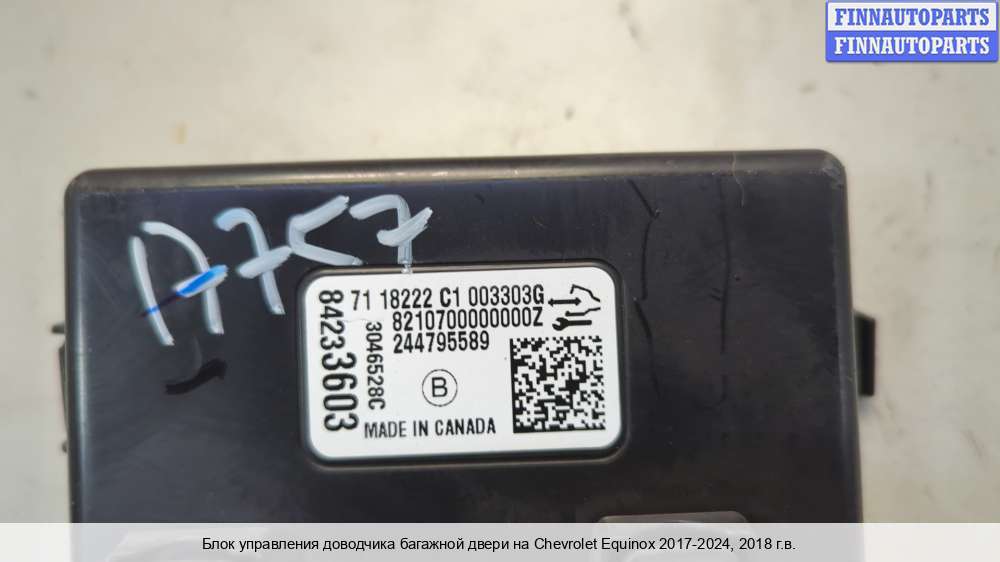 FINNAUTOPARTS
FINNAUTOPARTS
A7C7
84233603
71 18222 C1 003303G
8210700000000Z
244795589
3046528C
B
MADE IN CANADA
Блок управления доводчика багажной двери на Chevrolet Equinox 2017-2024, 2018 г.в.